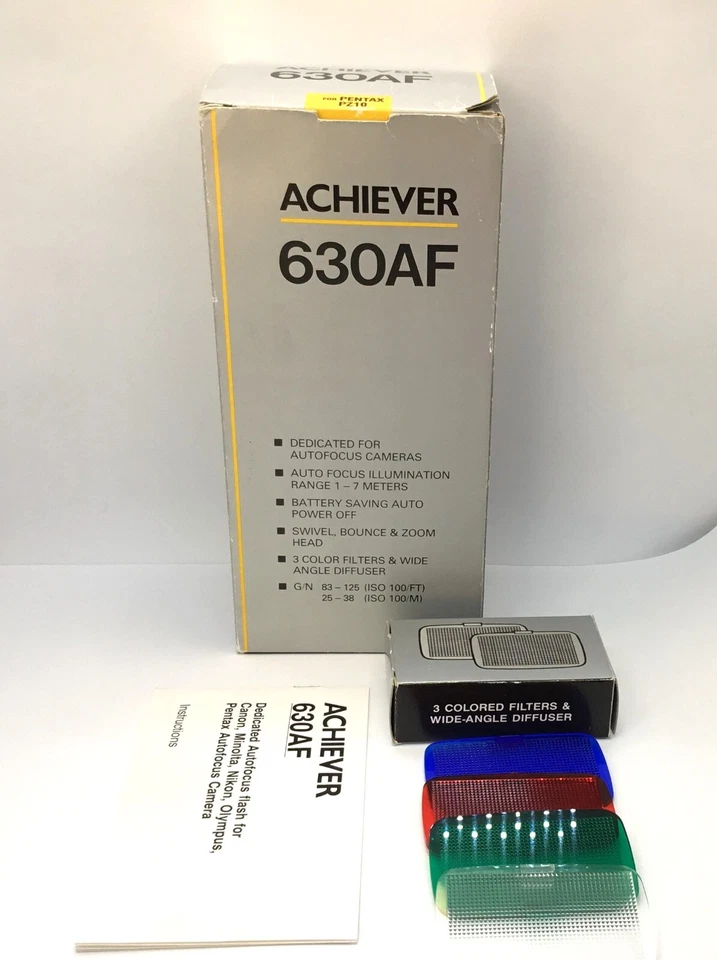 ACHIEVER
630AF
FOR PENTAX
PZ10
ACHIEVER
630AF
■ DEDICATED FOR
AUTOFOCUS CAMERAS
■ AUTO FOCUS ILLUMINATION
RANGE 1 – 7 METERS
■ BATTERY SAVING AUTO
POWER OFF
■ SWIVEL, BOUNCE & ZOOM
HEAD
■ 3 COLOR FILTERS & WIDE
ANGLE DIFFUSER
■ G/N 83 – 125 (ISO 100/FT)
25 – 38 (ISO 100/M)
3 COLORED FILTERS &
WIDE-ANGLE DIFFUSER
ACHIEVER
630AF
Dedicated Autofocus flash for
Canon, Minolta, Nikon, Olympus,
Pentax Autofocus Camera
Instructions